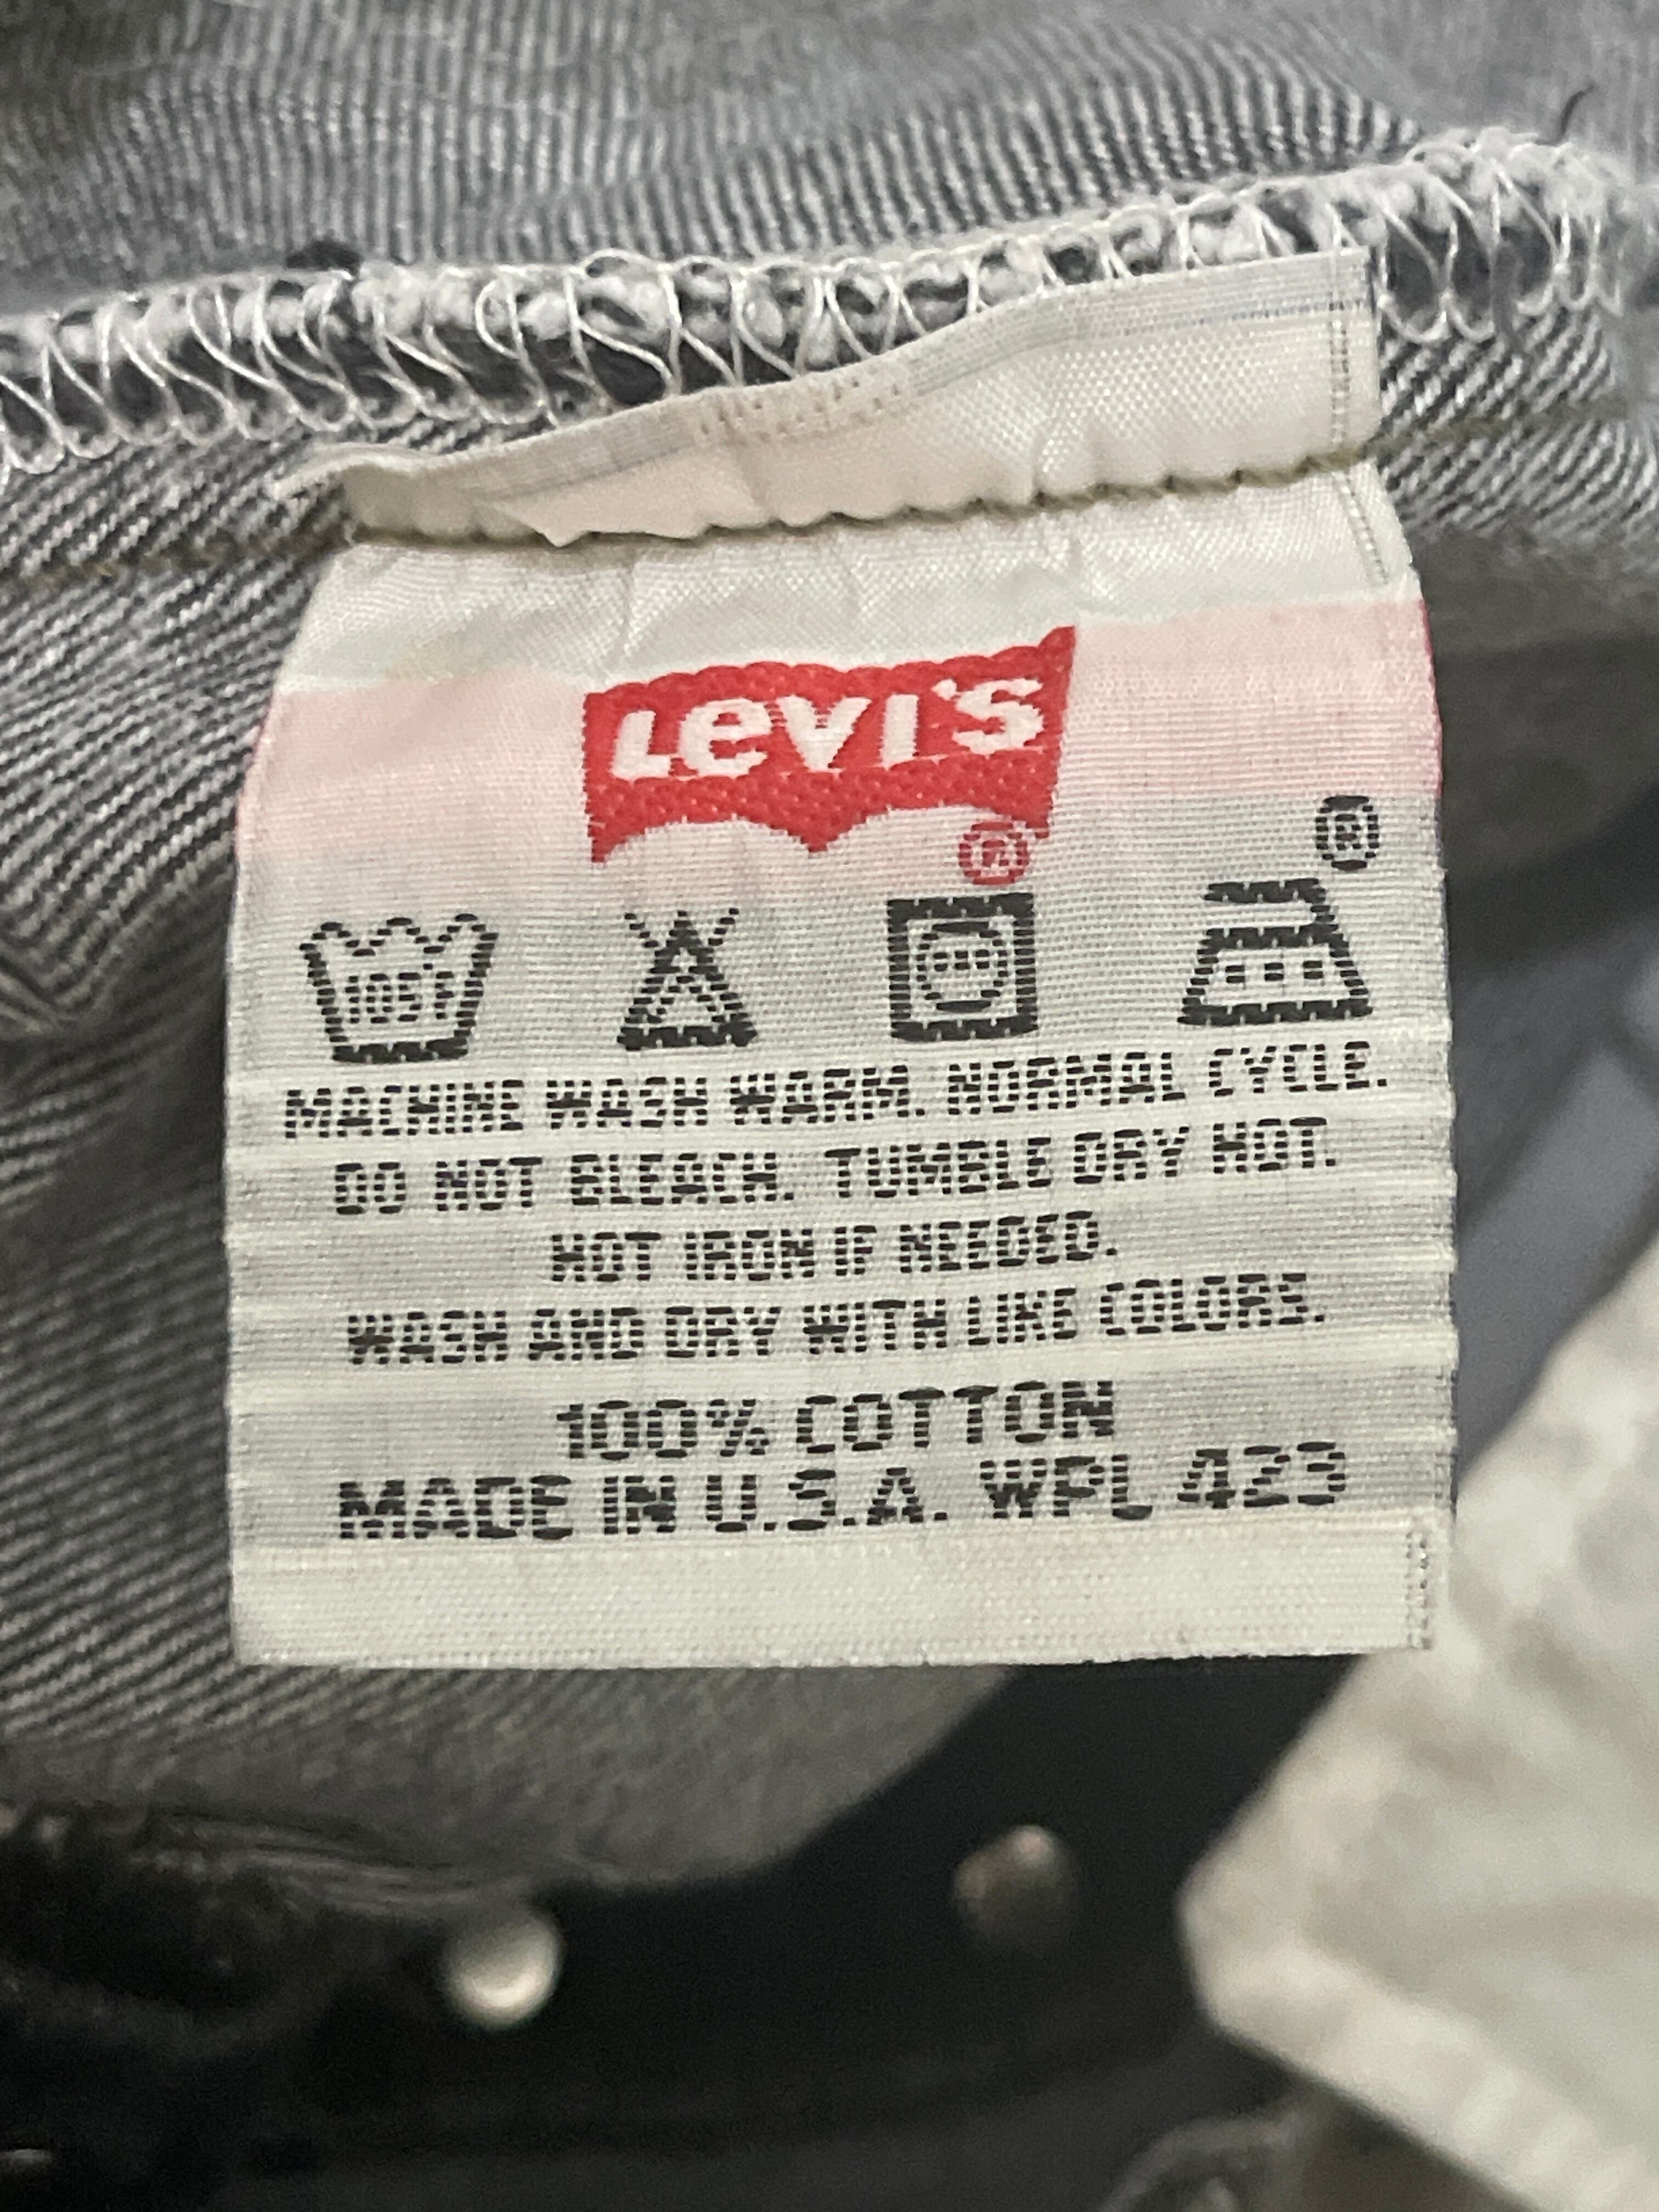 LEVI'S
®
®
105°F
MACHINE WASH WARM. NORMAL CYCLE.
DO NOT BLEACH. TUMBLE DRY HOT.
HOT IRON IF NEEDED.
WASH AND DRY WITH LIKE COLORS.
100% COTTON
MADE IN U.S.A. WPL 423